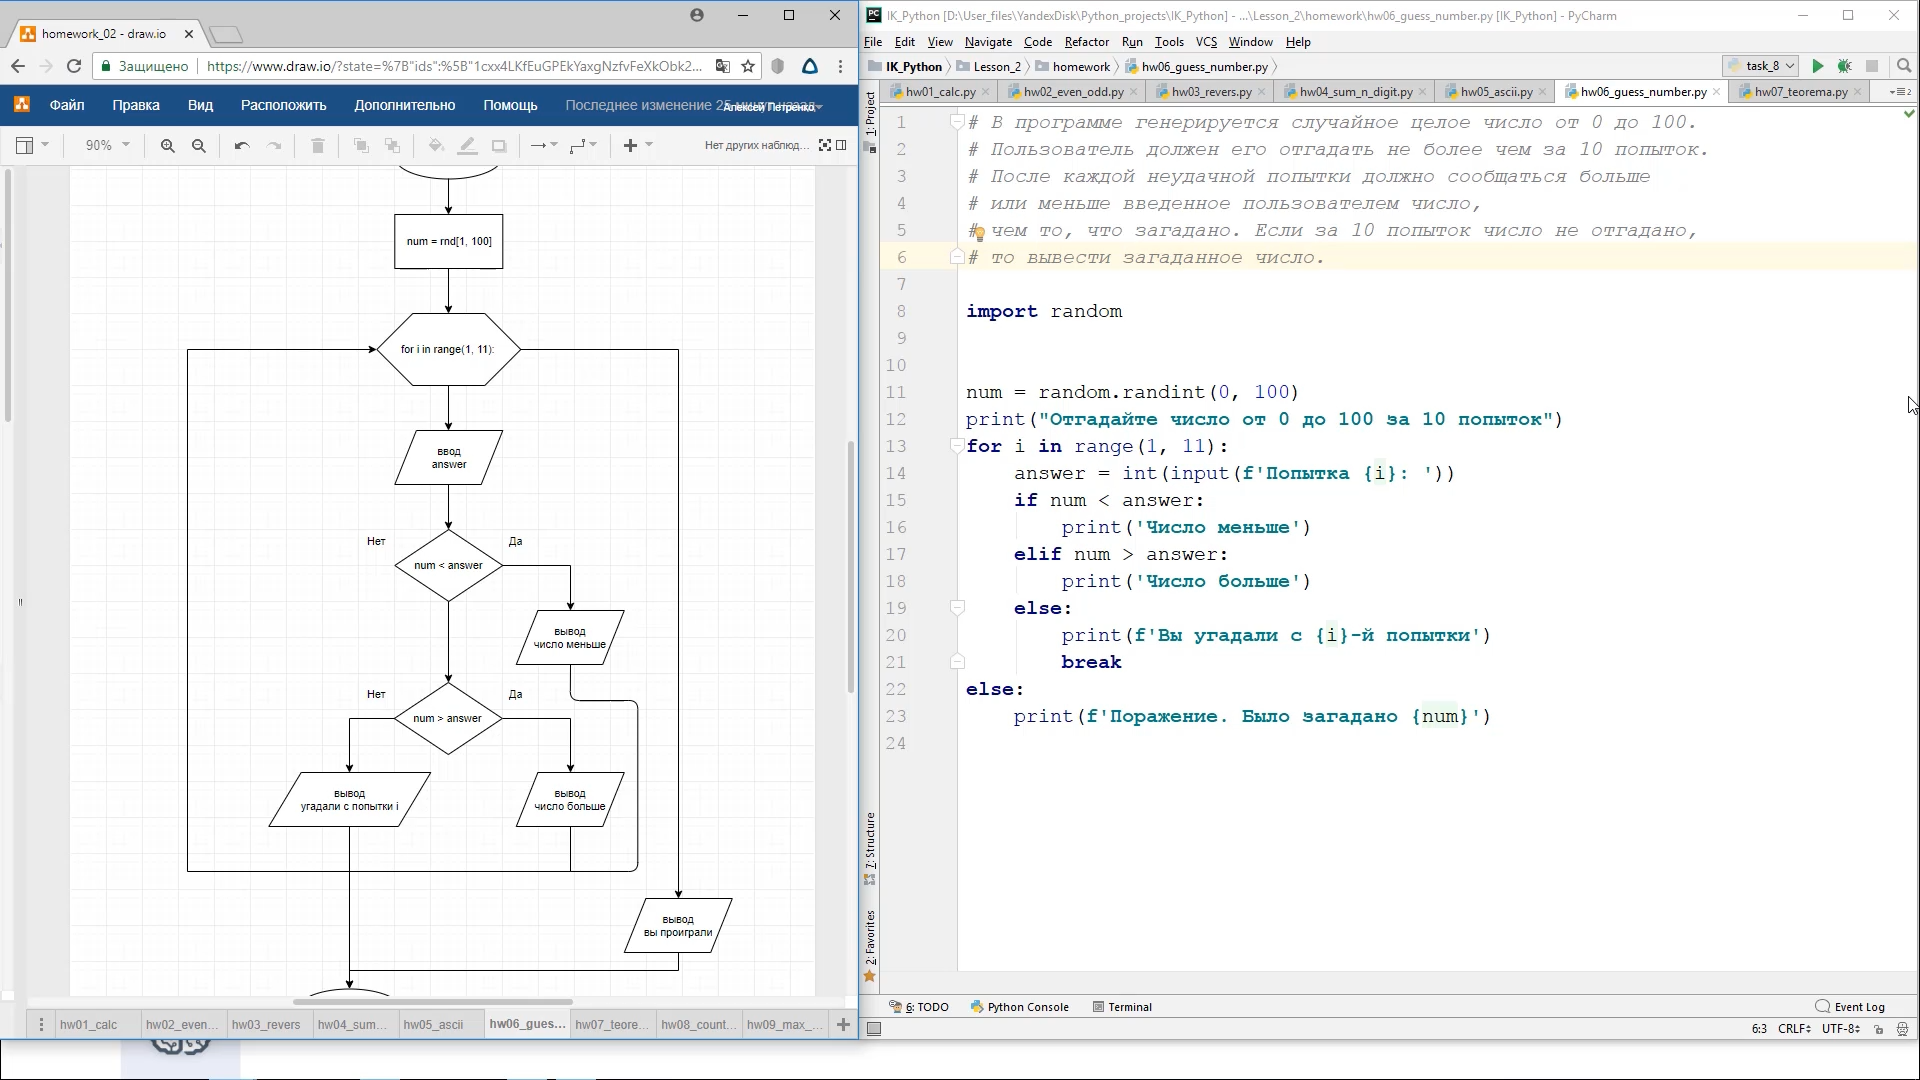 homework_02 - draw.io
Защищено
https://www.draw.io/?state=%7B"ids":%5B"1cxx4LKfEuGPEkYaxgNzfvFeXkObk2...
Файл Правка Вид Расположить Дополнительно Помощь Последнее изменение
Алексей Петренко
90%
Нет других наблюд...
num = rnd[1, 100]
for i in range(1, 11):
ввод
answer
Нет
Да
num < answer
вывод
число меньше
Нет
Да
num > answer
вывод
угадали с попытки i
вывод
число больше
вывод
вы проиграли
hw01_calc hw02_even... hw03_revers hw04_sum... hw05_ascii hw06_gues... hw07_teore... hw08_count... hw09_max_...
IK_Python [D:\User_files\YandexDisk\Python_projects\IK_Python] - ...\Lesson_2\homework\hw06_guess_number.py [IK_Python] - PyCharm
File Edit View Navigate Code Refactor Run Tools VCS Window Help
IK_Python Lesson_2 homework hw06_guess_number.py
task_8
hw01_calc.py hw02_even_odd.py hw03_revers.py hw04_sum_n_digit.py hw05_ascii.py hw06_guess_number.py hw07_teorema.py
1: Project
1 # В программе генерируется случайное целое число от 0 до 100.
2 # Пользователь должен его отгадать не более чем за 10 попыток.
3 # После каждой неудачной попытки должно сообщаться больше
4 # или меньше введенное пользователем число,
5 # чем то, что загадано. Если за 10 попыток число не отгадано,
6 # то вывести загаданное число.
7
8 import random
9
10
11 num = random.randint(0, 100)
12 print("Отгадайте число от 0 до 100 за 10 попыток")
13 for i in range(1, 11):
14 answer = int(input(f'Попытка {i}: '))
15 if num < answer:
16 print('Число меньше')
17 elif num > answer:
18 print('Число больше')
19 else:
20 print(f'Вы угадали с {i}-й попытки')
21 break
22 else:
23 print(f'Поражение. Было загадано {num}')
24
7: Structure
2: Favorites
6: TODO Python Console Terminal Event Log
6:3 CRLF UTF-8